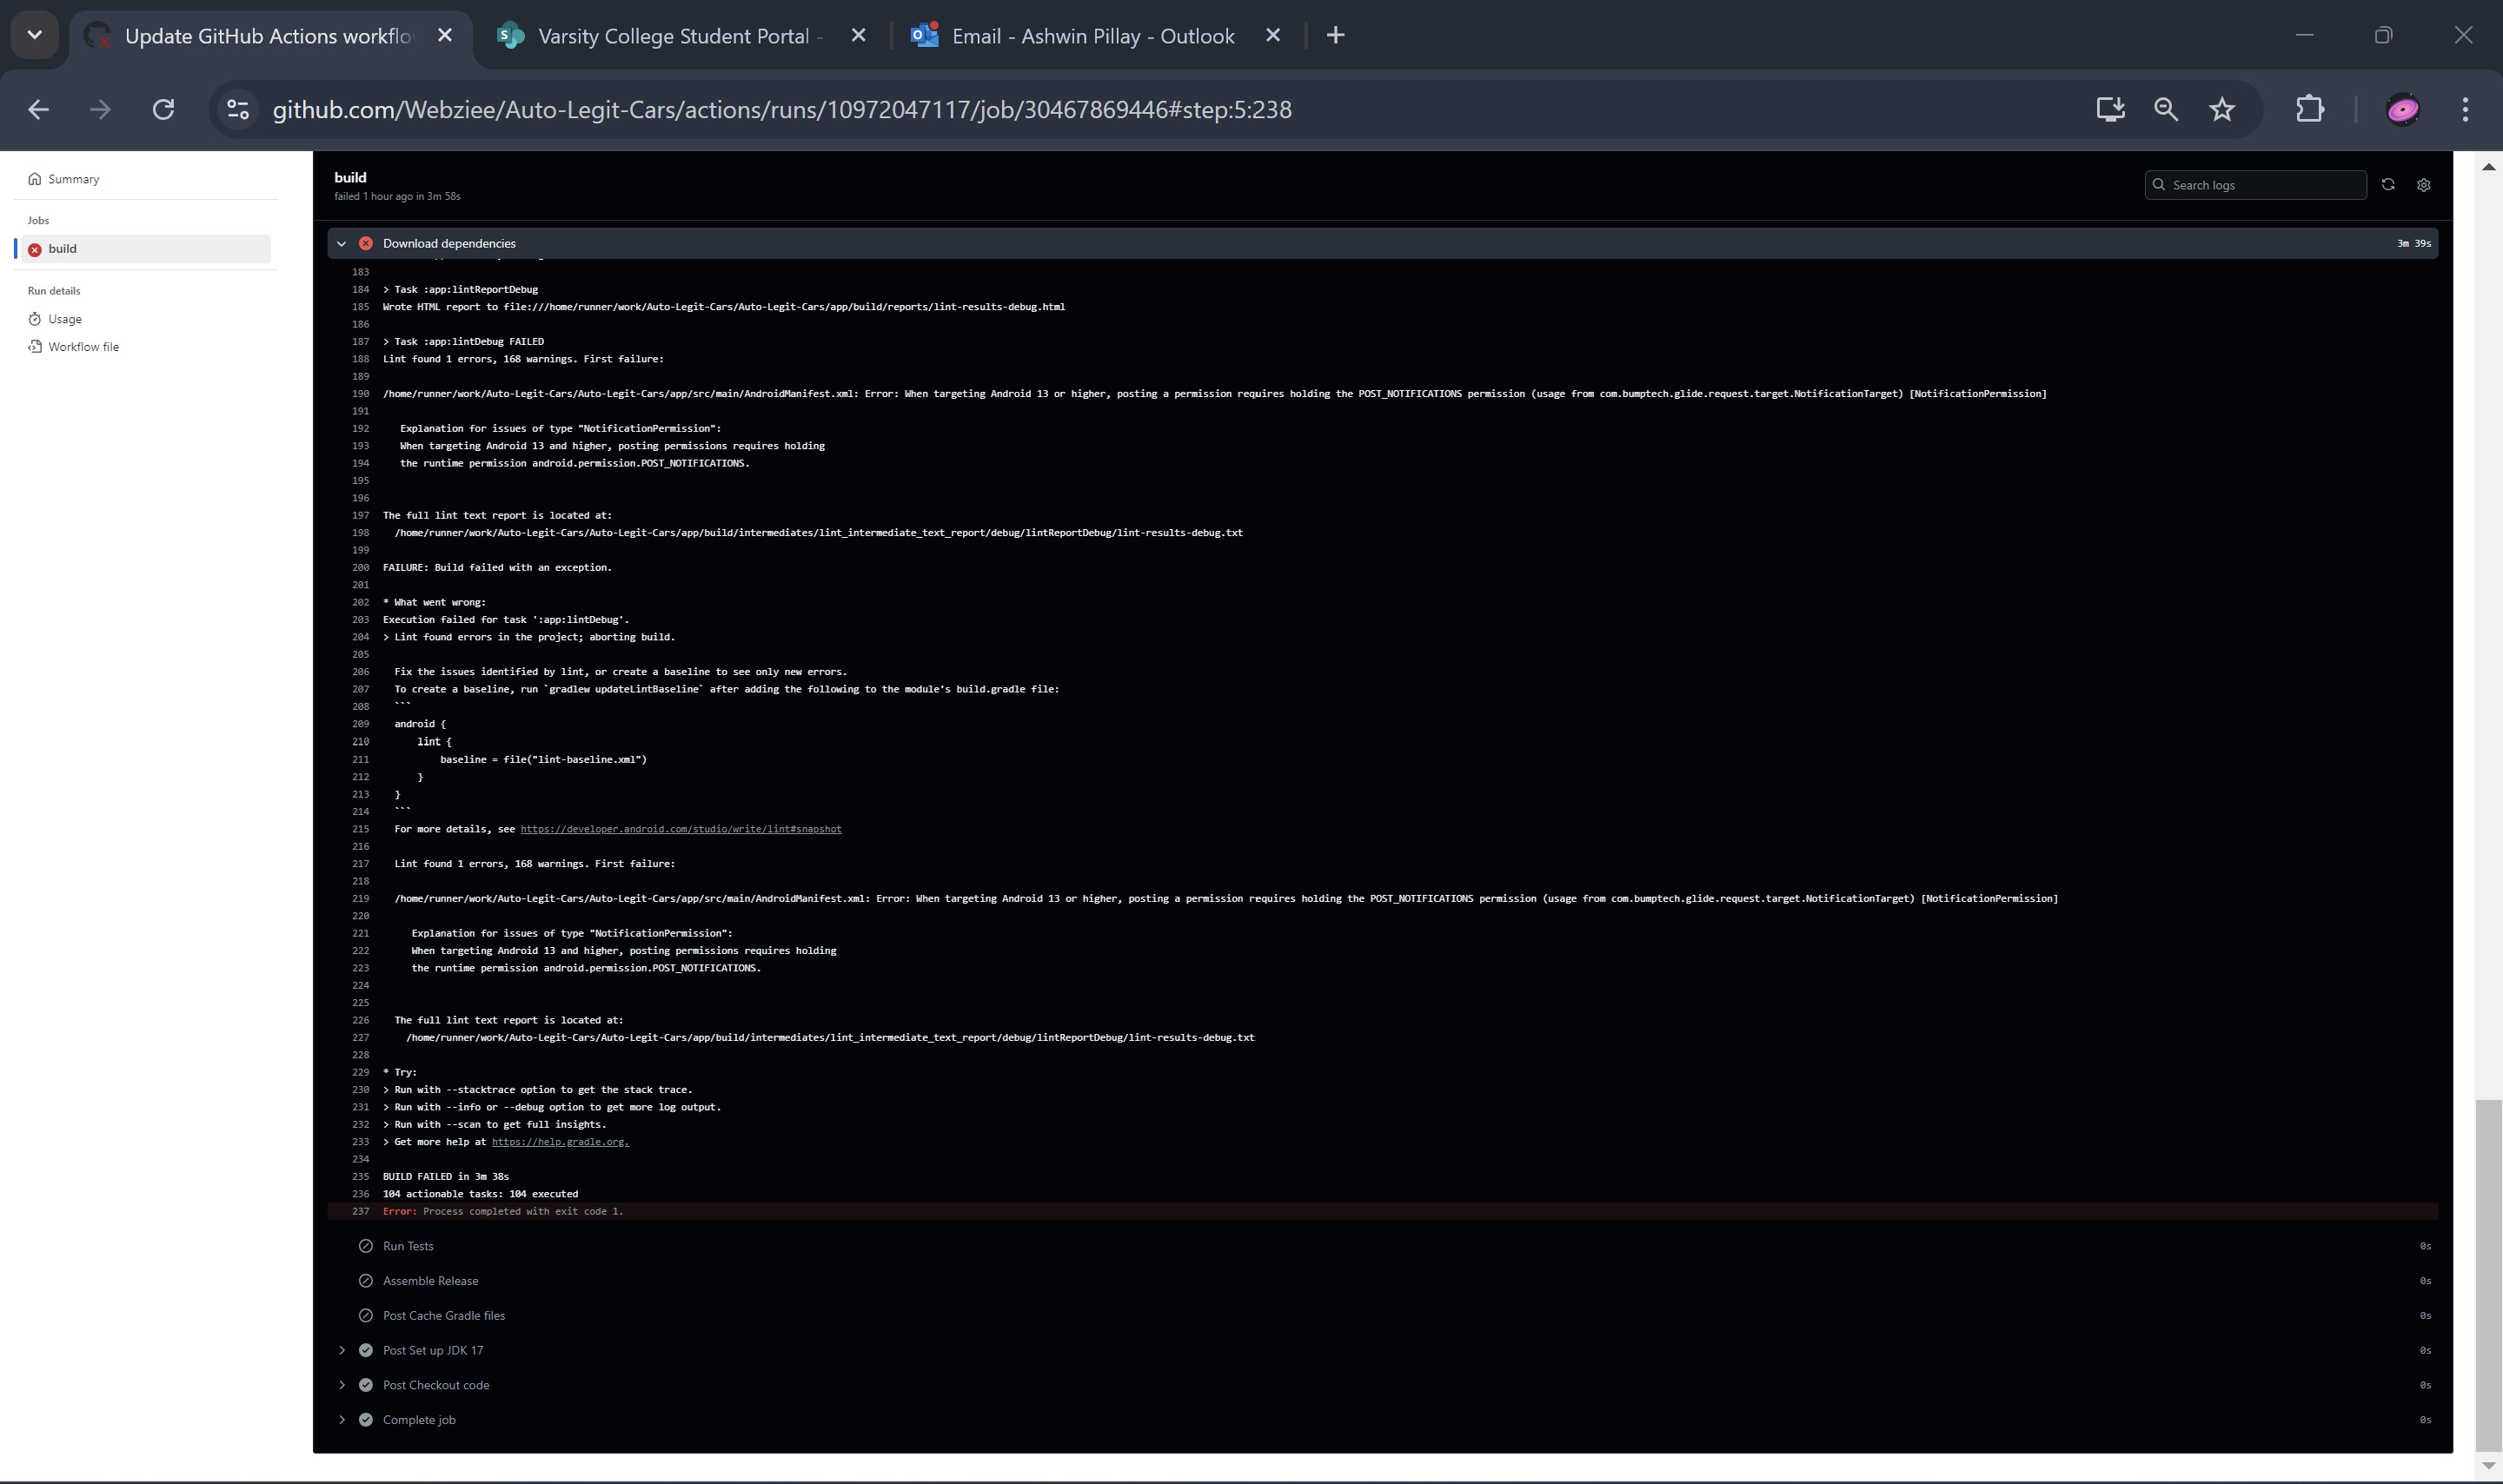 Update GitHub Actions workflo
Varsity College Student Portal -
Email - Ashwin Pillay - Outlook
github.com/Webziee/Auto-Legit-Cars/actions/runs/10972047117/job/30467869446#step:5:238
Summary
Jobs
build
Run details
Usage
Workflow file
build
failed 1 hour ago in 3m 58s
Search logs
Download dependencies
3m 39s
183
184 > Task :app:lintReportDebug
185 Wrote HTML report to file:///home/runner/work/Auto-Legit-Cars/Auto-Legit-Cars/app/build/reports/lint-results-debug.html
186
187 > Task :app:lintDebug FAILED
188 Lint found 1 errors, 168 warnings. First failure:
189
190 /home/runner/work/Auto-Legit-Cars/Auto-Legit-Cars/app/src/main/AndroidManifest.xml: Error: When targeting Android 13 or higher, posting a permission requires holding the POST_NOTIFICATIONS permission (usage from com.bumptech.glide.request.target.NotificationTarget) [NotificationPermission]
191
192 Explanation for issues of type "NotificationPermission":
193 When targeting Android 13 and higher, posting permissions requires holding
194 the runtime permission android.permission.POST_NOTIFICATIONS.
195
196
197 The full lint text report is located at:
198 /home/runner/work/Auto-Legit-Cars/Auto-Legit-Cars/app/build/intermediates/lint_intermediate_text_report/debug/lintReportDebug/lint-results-debug.txt
199
200 FAILURE: Build failed with an exception.
201
202 * What went wrong:
203 Execution failed for task ':app:lintDebug'.
204 > Lint found errors in the project; aborting build.
205
206 Fix the issues identified by lint, or create a baseline to see only new errors.
207 To create a baseline, run `gradlew updateLintBaseline` after adding the following to the module's build.gradle file:
208 ```
209 android {
210 lint {
211 baseline = file("lint-baseline.xml")
212 }
213 }
214 ```
215 For more details, see https://developer.android.com/studio/write/lint#snapshot
216
217 Lint found 1 errors, 168 warnings. First failure:
218
219 /home/runner/work/Auto-Legit-Cars/Auto-Legit-Cars/app/src/main/AndroidManifest.xml: Error: When targeting Android 13 or higher, posting a permission requires holding the POST_NOTIFICATIONS permission (usage from com.bumptech.glide.request.target.NotificationTarget) [NotificationPermission]
220
221 Explanation for issues of type "NotificationPermission":
222 When targeting Android 13 and higher, posting permissions requires holding
223 the runtime permission android.permission.POST_NOTIFICATIONS.
224
225
226 The full lint text report is located at:
227 /home/runner/work/Auto-Legit-Cars/Auto-Legit-Cars/app/build/intermediates/lint_intermediate_text_report/debug/lintReportDebug/lint-results-debug.txt
228
229 * Try:
230 > Run with --stacktrace option to get the stack trace.
231 > Run with --info or --debug option to get more log output.
232 > Run with --scan to get full insights.
233 > Get more help at https://help.gradle.org.
234
235 BUILD FAILED in 3m 38s
236 104 actionable tasks: 104 executed
237 Error: Process completed with exit code 1.
Run Tests
0s
Assemble Release
0s
Post Cache Gradle files
0s
Post Set up JDK 17
0s
Post Checkout code
0s
Complete job
0s